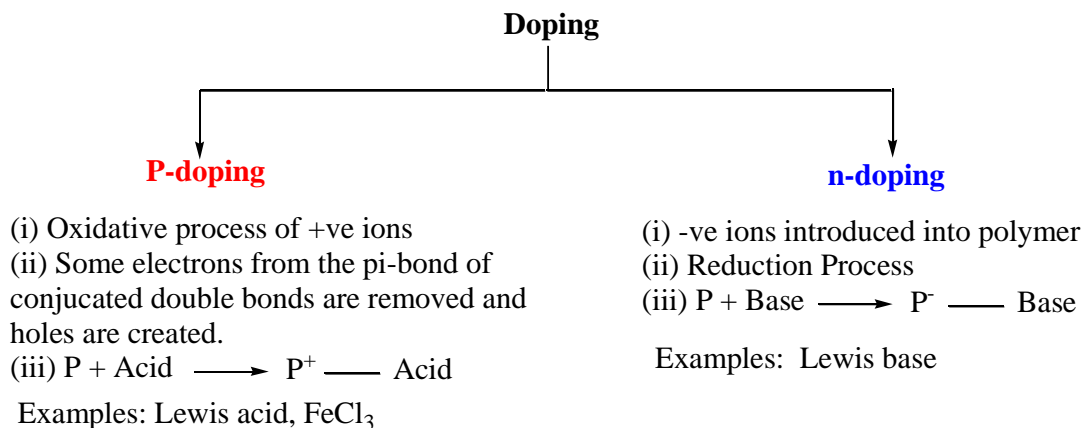 Doping
P-doping
(i) Oxidative process of +ve ions
(ii) Some electrons from the pi-bond of
conjucated double bonds are removed and
holes are created.
(iii) P + Acid ⟶ P⁺ — Acid
Examples: Lewis acid, FeCl₃
n-doping
(i) -ve ions introduced into polymer
(ii) Reduction Process
(iii) P + Base ⟶ P⁻ — Base
Examples: Lewis base